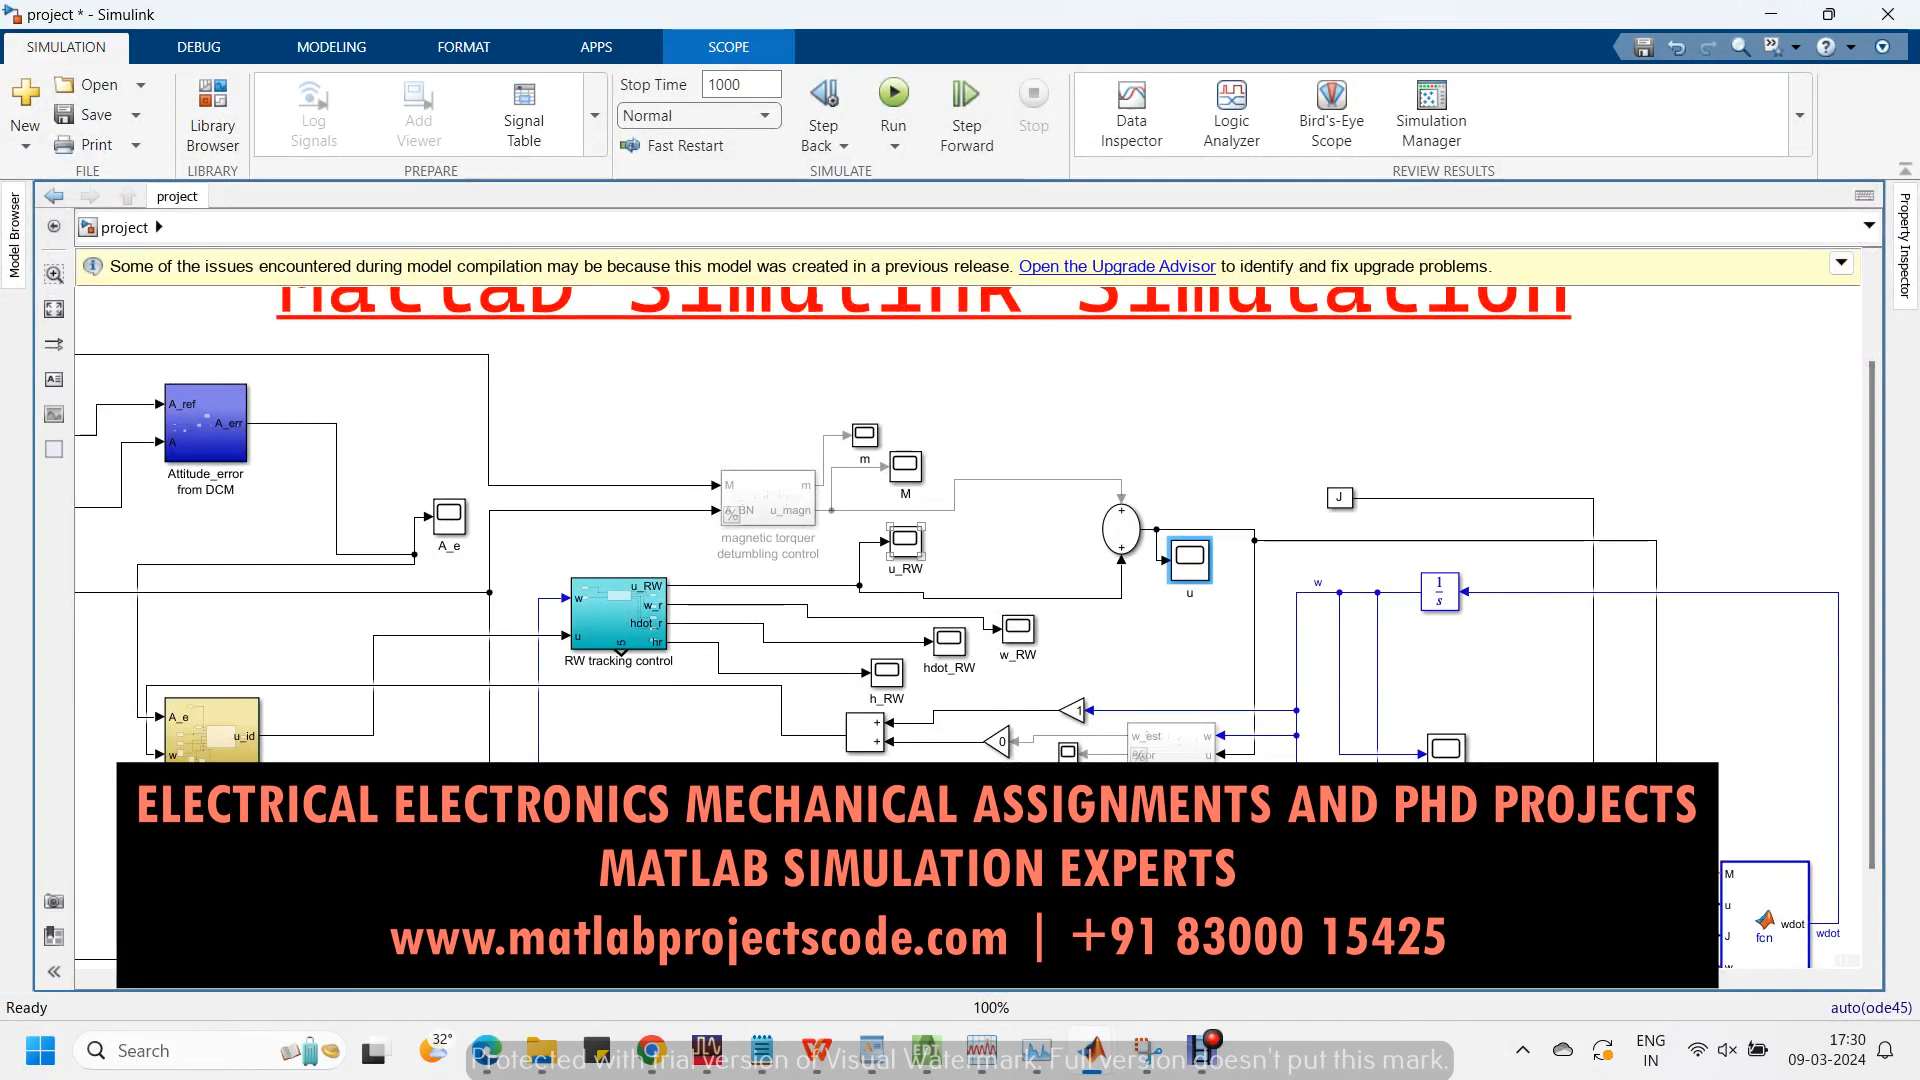 project * - Simulink
SIMULATION DEBUG MODELING FORMAT APPS SCOPE
New
Open
Save
Print
FILE
Library Browser
LIBRARY
Log Signals
Add Viewer
Signal Table
PREPARE
Stop Time 1000
Normal
Fast Restart
Step Back
Run
Step Forward
Stop
SIMULATE
Data Inspector
Logic Analyzer
Bird's-Eye Scope
Simulation Manager
REVIEW RESULTS
Model Browser
Property Inspector
project
project
Some of the issues encountered during model compilation may be because this model was created in a previous release. Open the Upgrade Advisor to identify and fix upgrade problems.
Matlab Simulink Simulation
A_ref
A
A_err
Attitude_error
from DCM
A_e
M
m
u_magn
magnetic torquer
detumbling control
m
M
u_RW
w
u
u_RW
w_r
hdot_r
hr
RW tracking control
w_RW
hdot_RW
h_RW
+
+
u
J
w
1
s
A_e
w
u_id
+
+
1
0
w_est
w
u
ELECTRICAL ELECTRONICS MECHANICAL ASSIGNMENTS AND PHD PROJECTS
MATLAB SIMULATION EXPERTS
www.matlabprojectscode.com | +91 83000 15425
M
u
J
w
fcn
wdot
wdot
Ready 100% auto(ode45)
Search
32°
Protected with trial version of Visual Watermark. Full version doesn't put this mark.
ENG
IN
17:30
09-03-2024